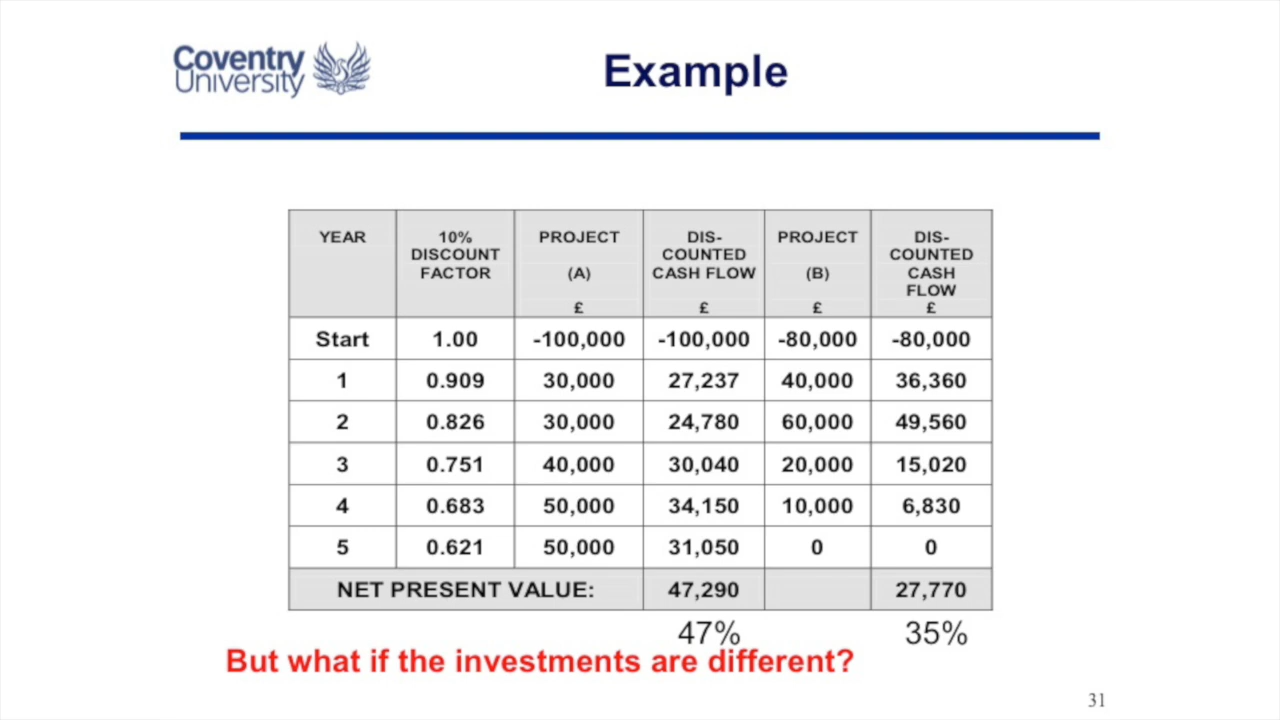 Coventry
University
Example
YEAR 10% DISCOUNT FACTOR PROJECT (A) £ DIS- COUNTED CASH FLOW £ PROJECT (B) £ DIS- COUNTED CASH FLOW £
Start 1.00 -100,000 -100,000 -80,000 -80,000
1 0.909 30,000 27,237 40,000 36,360
2 0.826 30,000 24,780 60,000 49,560
3 0.751 40,000 30,040 20,000 15,020
4 0.683 50,000 34,150 10,000 6,830
5 0.621 50,000 31,050 0 0
NET PRESENT VALUE: 47,290 27,770
47% 35%
But what if the investments are different?
31